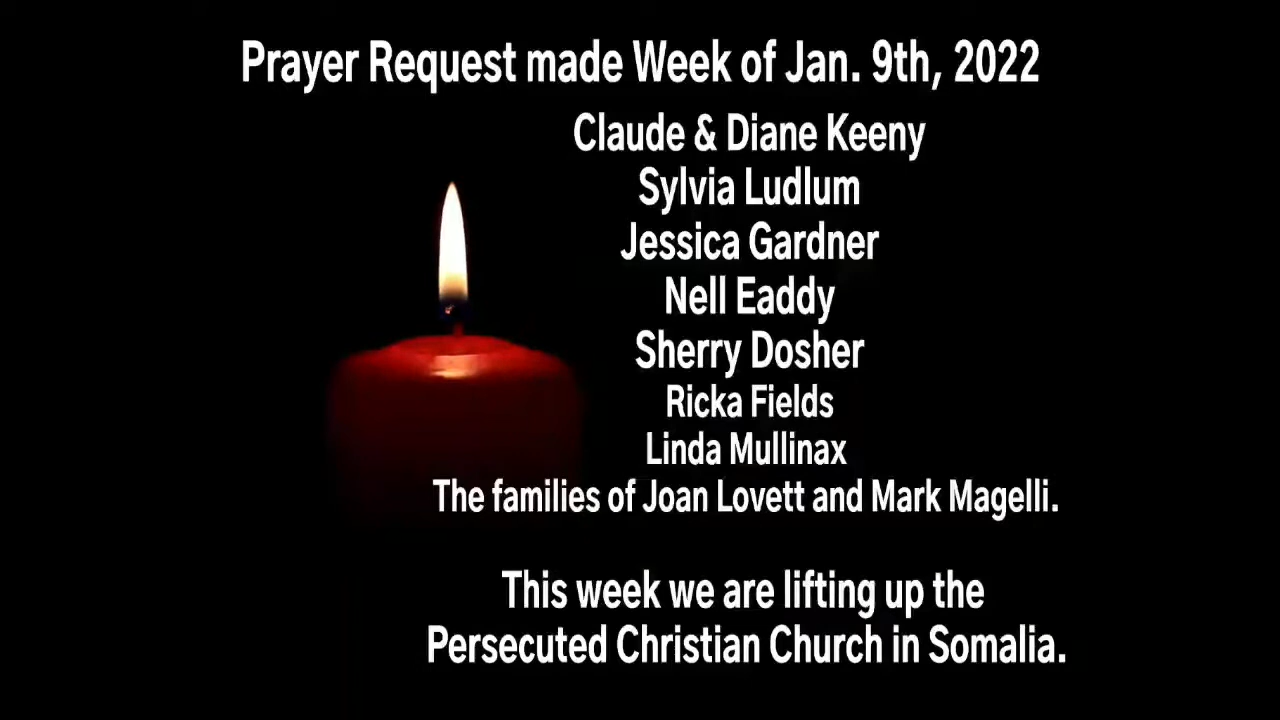 Prayer Request made Week of Jan. 9th, 2022
Claude & Diane Keeny
Sylvia Ludlum
Jessica Gardner
Nell Eaddy
Sherry Dosher
Ricka Fields
Linda Mullinax
The families of Joan Lovett and Mark Magelli.
This week we are lifting up the
Persecuted Christian Church in Somalia.